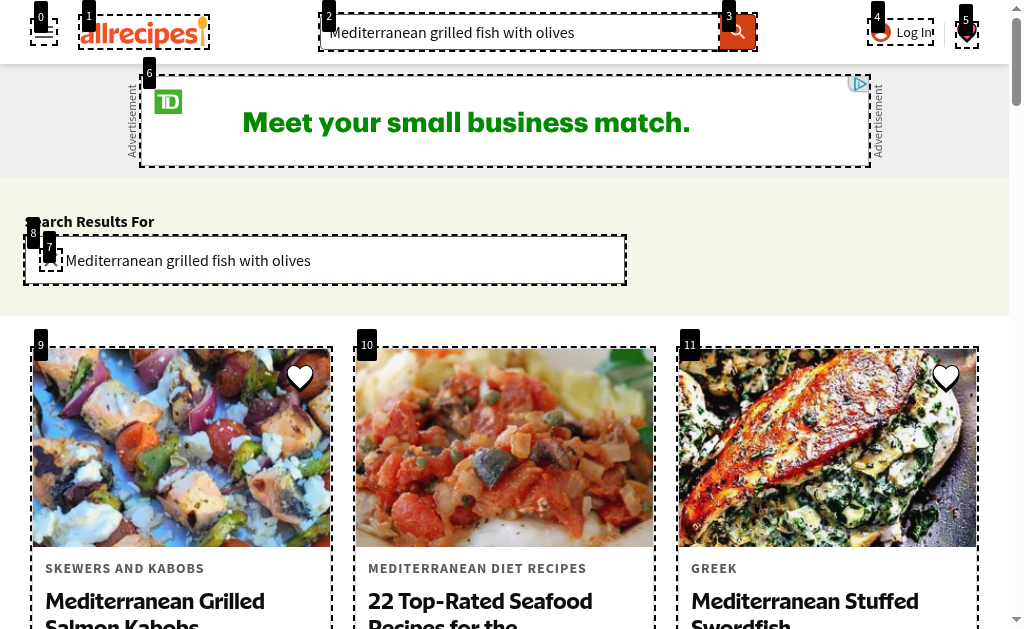 0
1
2
3
4
5
allrecipes
Mediterranean grilled fish with olives
Log In
6
Advertisement
TD
Meet your small business match.
Advertisement
Search Results For
8
7
Mediterranean grilled fish with olives
9
10
11
SKEWERS AND KABOBS
Mediterranean Grilled
Salmon Kabobs
MEDITERRANEAN DIET RECIPES
22 Top-Rated Seafood
Recipes for the
GREEK
Mediterranean Stuffed
Swordfish